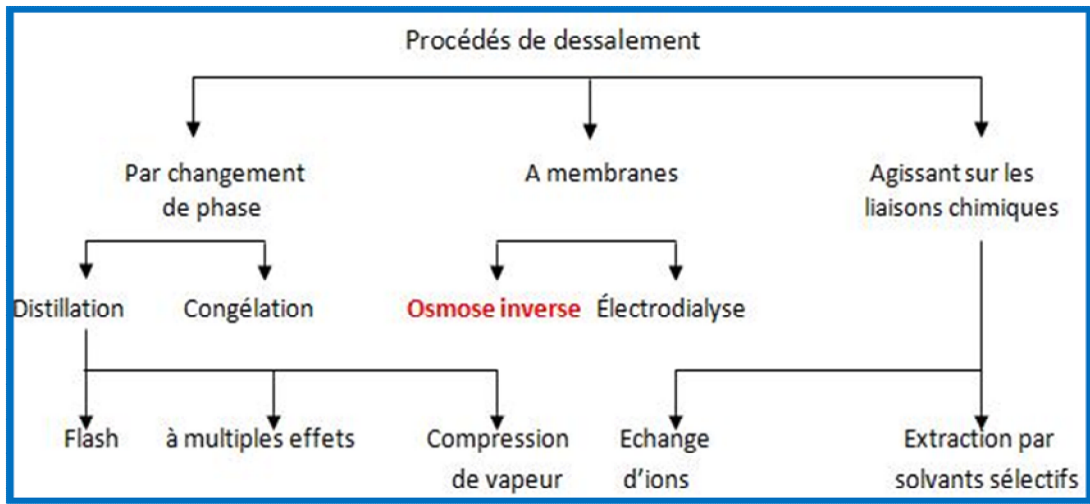 Procédés de dessalement
Par changement
de phase
A membranes
Agissant sur les
liaisons chimiques
Distillation
Congélation
Osmose inverse
Électrodialyse
Flash
à multiples effets
Compression
de vapeur
Echange
d'ions
Extraction par
solvants sélectifs